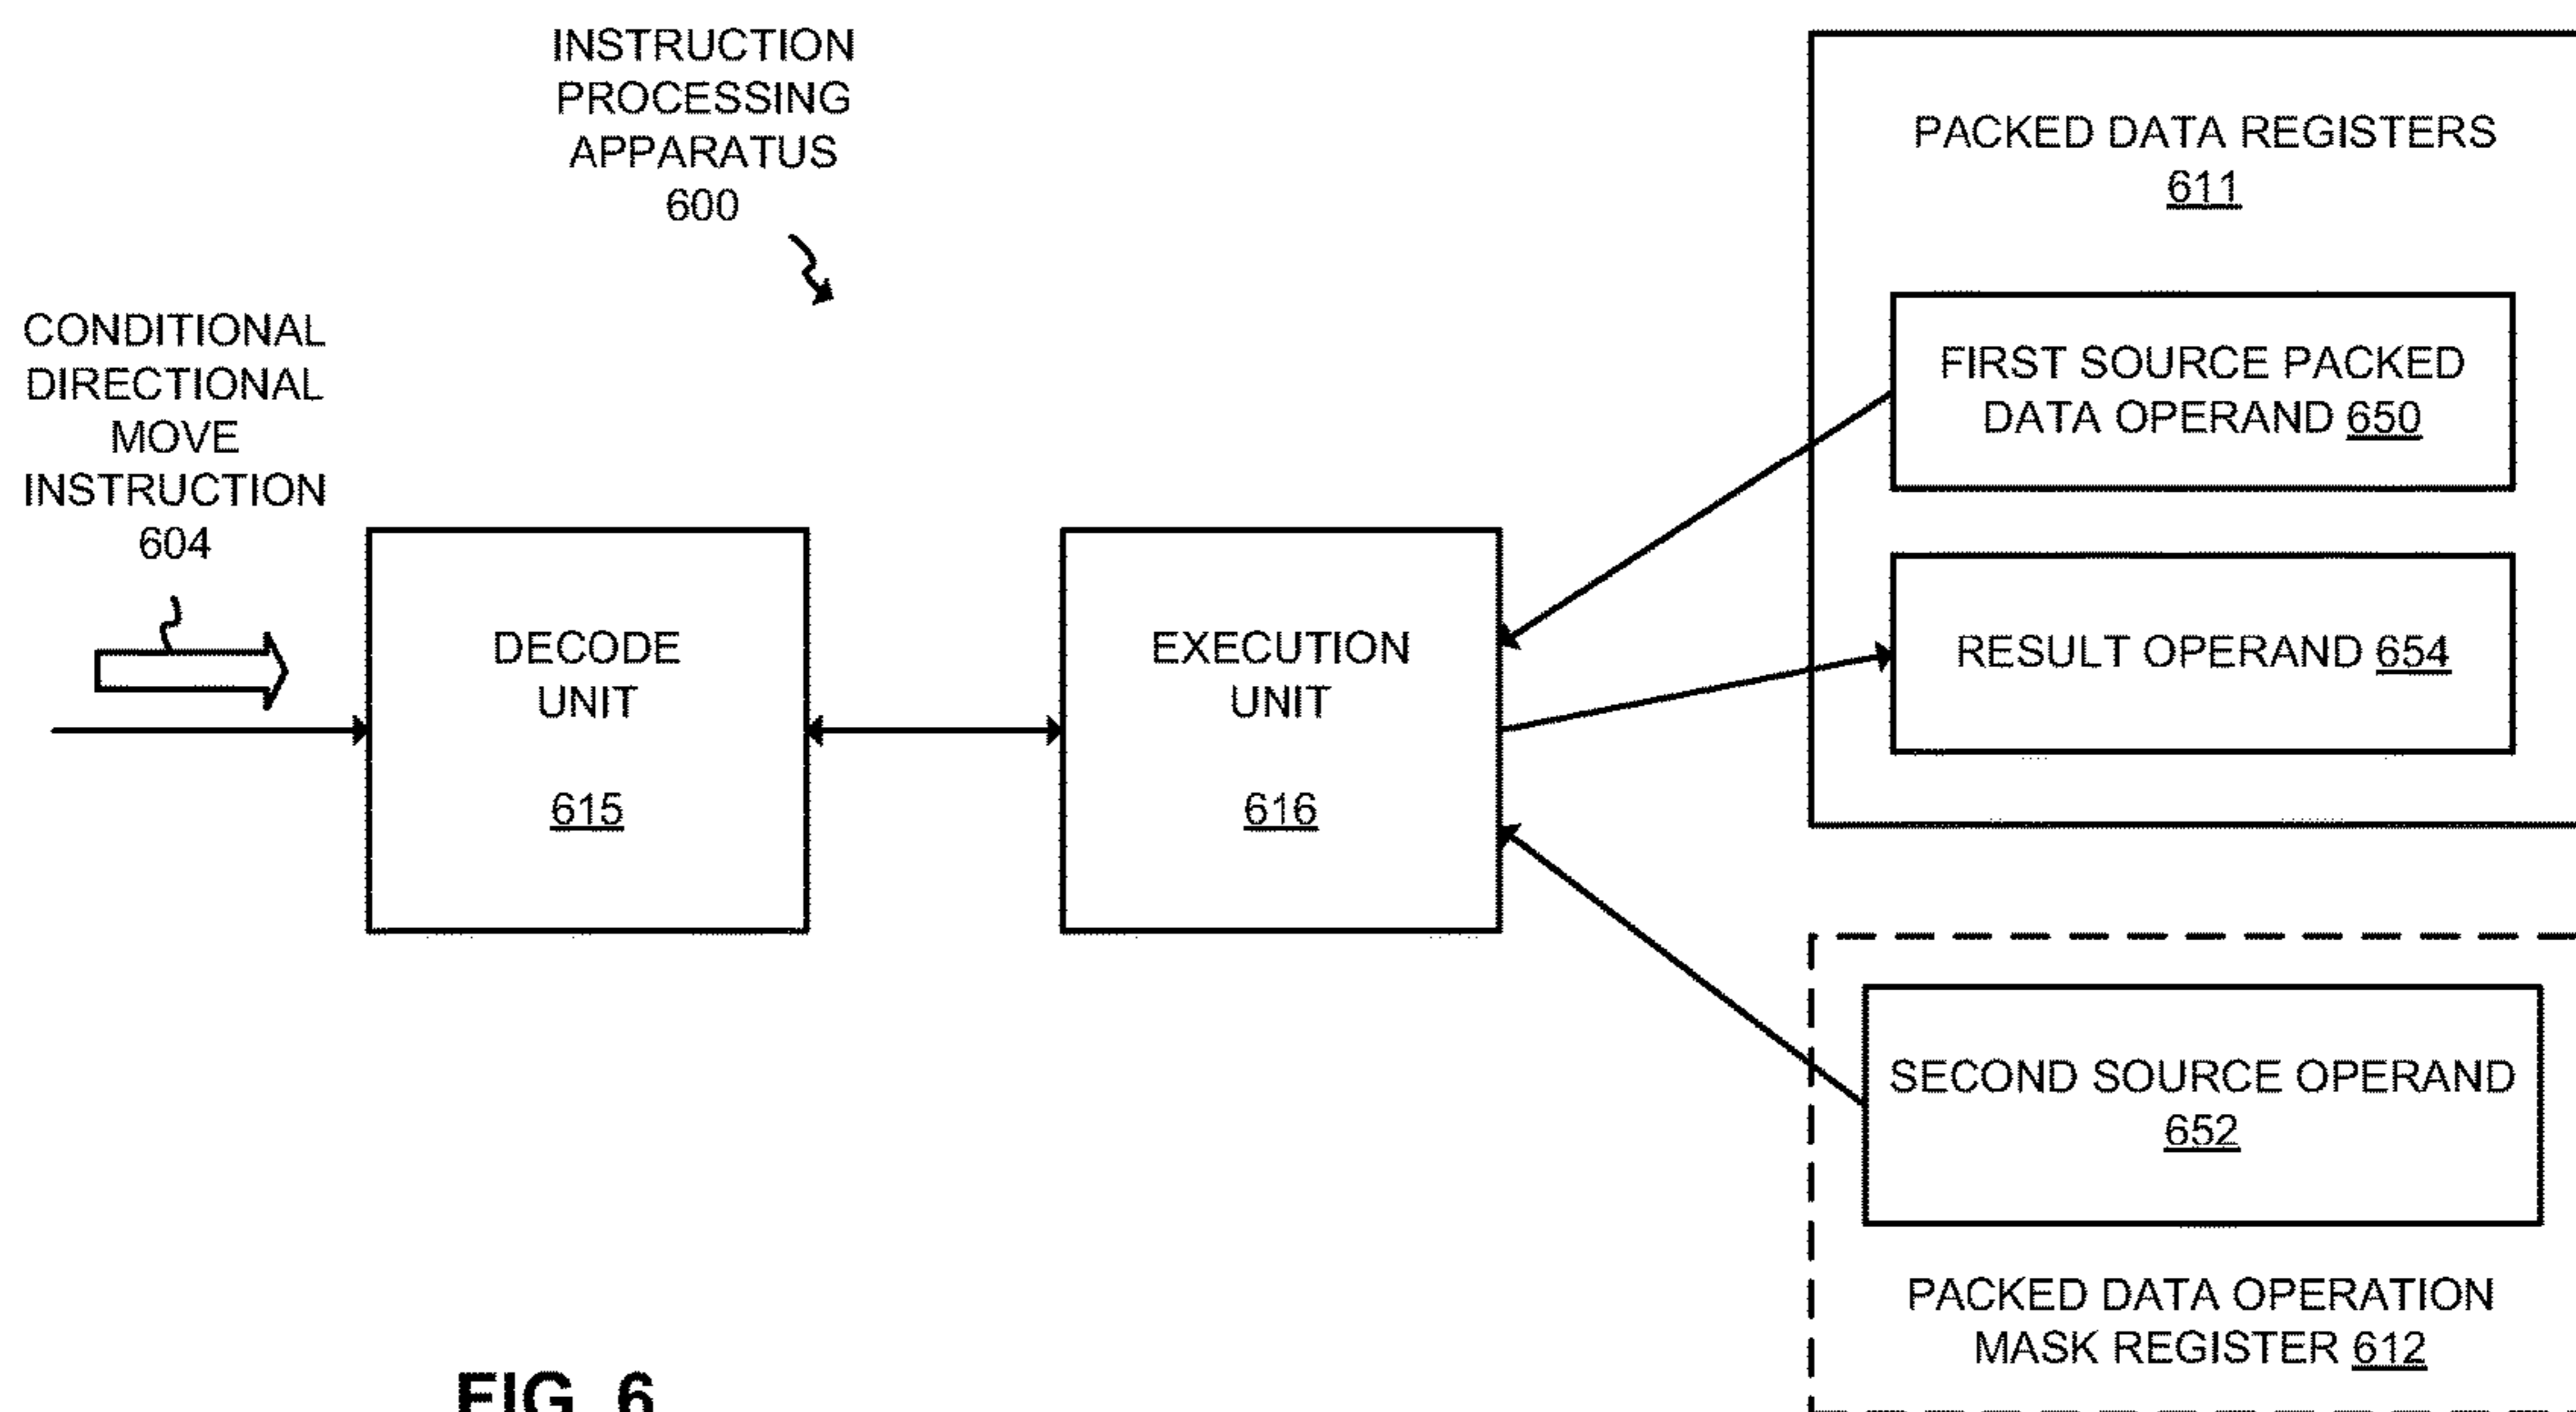 INSTRUCTION
PROCESSING
APPARATUS
600
CONDITIONAL
DIRECTIONAL
MOVE
INSTRUCTION
604
DECODE
UNIT
615
EXECUTION
UNIT
616
PACKED DATA REGISTERS
611
FIRST SOURCE PACKED
DATA OPERAND 650
RESULT OPERAND 654
SECOND SOURCE OPERAND
652
PACKED DATA OPERATION
MASK REGISTER 612
FIG. 6